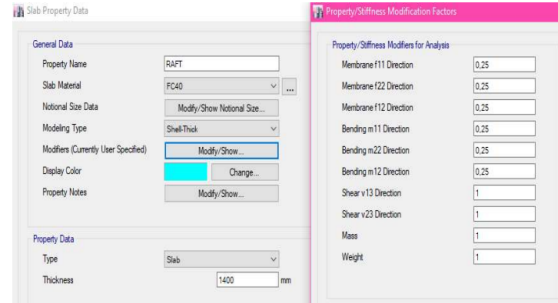 Slab Property Data
General Data
Property Name RAFT
Slab Material FC40 ...
Notional Size Data Modify/Show Notional Size...
Modeling Type Shell-Thick
Modifiers (Currently User Specified) Modify/Show...
Display Color Change...
Property Notes Modify/Show...
Property Data
Type Slab
Thickness 1400 mm
Property/Stiffness Modification Factors
Property/Stiffness Modifiers for Analysis
Membrane f11 Direction 0,25
Membrane f22 Direction 0,25
Membrane f12 Direction 0,25
Bending m11 Direction 0,25
Bending m22 Direction 0,25
Bending m12 Direction 0,25
Shear v13 Direction 1
Shear v23 Direction 1
Mass 1
Weight 1